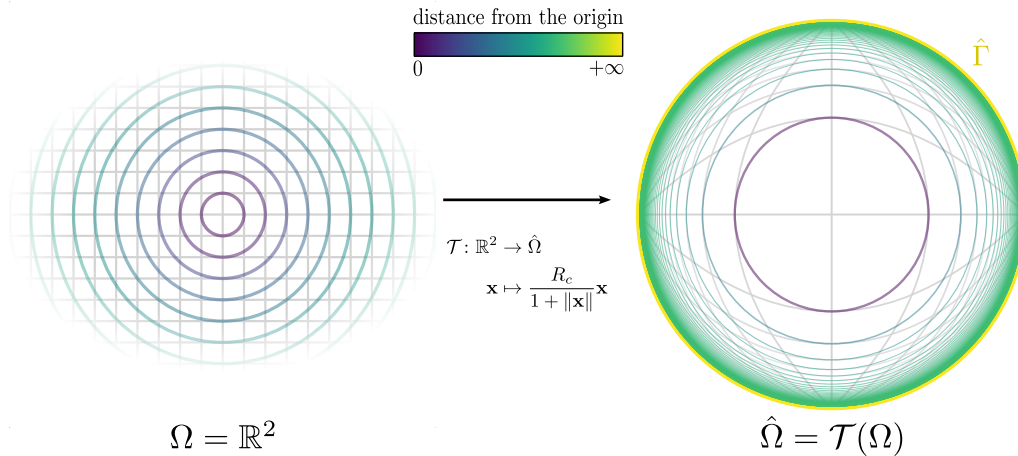 distance from the origin
0 +∞
Γ̂
𝒯: ℝ² → Ω̂
𝐱 ↦ R_c / (1 + ‖𝐱‖) 𝐱
Ω = ℝ²
Ω̂ = 𝒯(Ω)